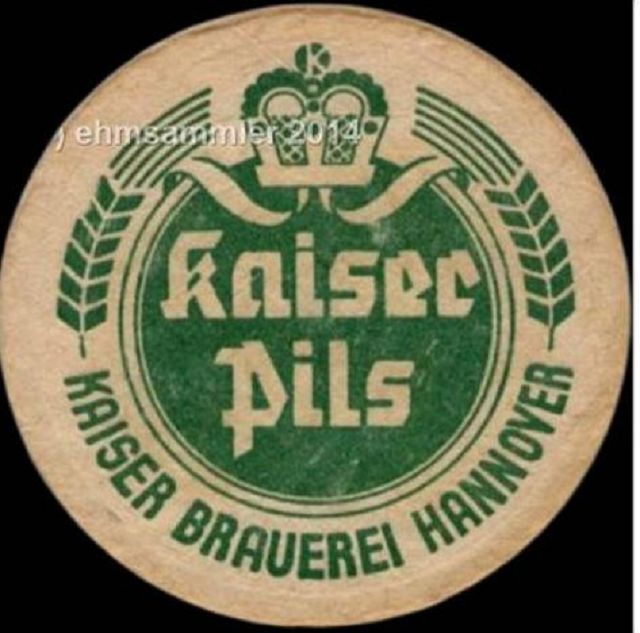 K
) ehmsammler 2014
Kaiser
Pils
KAISER BRAUEREI HANNOVER